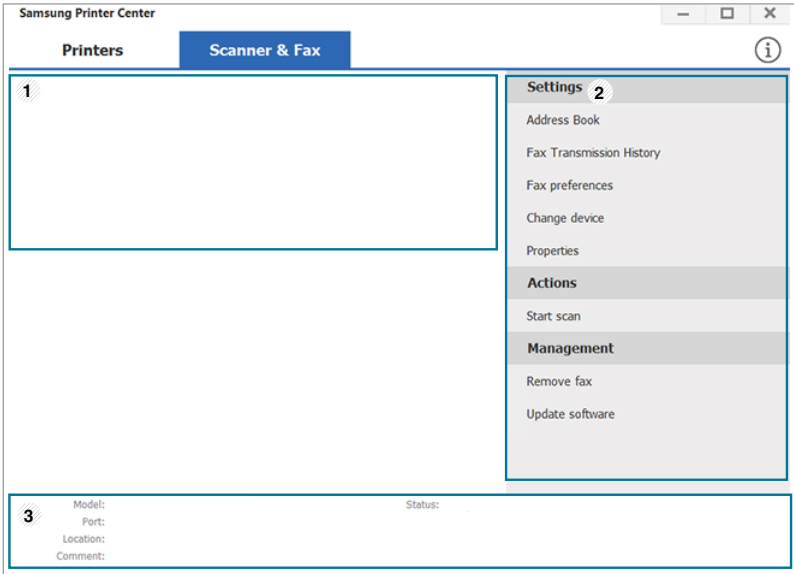 Samsung Printer Center
Printers
Scanner & Fax
1
Settings 2
Address Book
Fax Transmission History
Fax preferences
Change device
Properties
Actions
Start scan
Management
Remove fax
Update software
3
Model:
Status:
Port:
Location:
Comment: